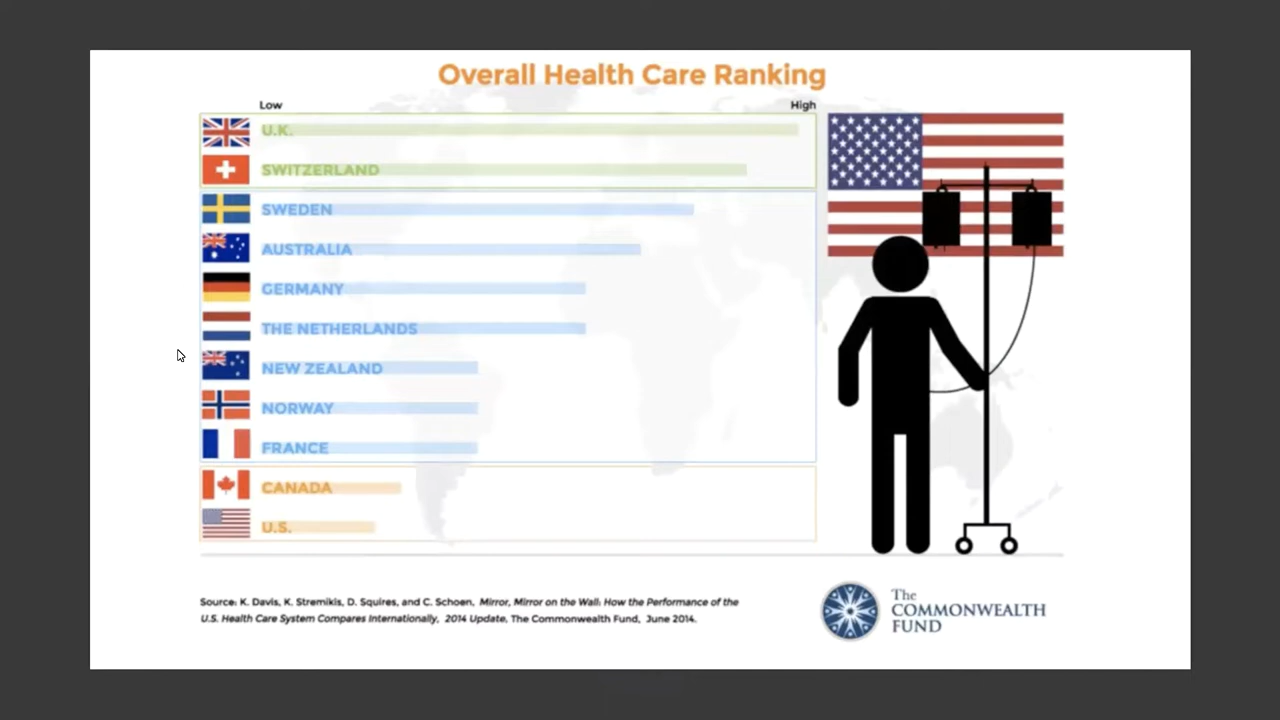 Overall Health Care Ranking
Low High
U.K.
SWITZERLAND
SWEDEN
AUSTRALIA
GERMANY
THE NETHERLANDS
NEW ZEALAND
NORWAY
FRANCE
CANADA
U.S.
Source: K. Davis, K. Stremikis, D. Squires, and C. Schoen, Mirror, Mirror on the Wall: How the Performance of the
U.S. Health Care System Compares Internationally, 2014 Update, The Commonwealth Fund, June 2014.
The
COMMONWEALTH
FUND